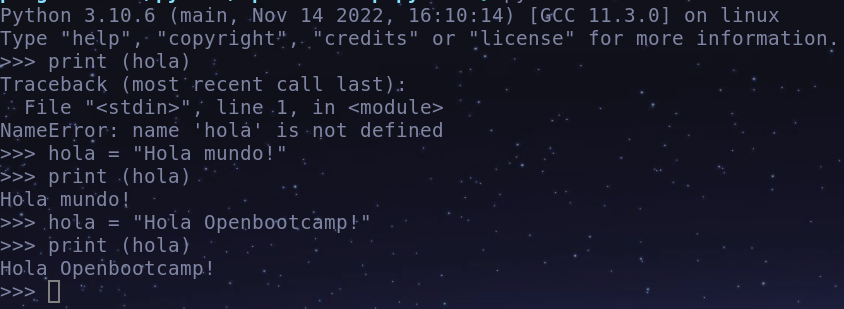 Python 3.10.6 (main, Nov 14 2022, 16:10:14) [GCC 11.3.0] on linux
Type "help", "copyright", "credits" or "license" for more information.
>>> print (hola)
Traceback (most recent call last):
  File "<stdin>", line 1, in <module>
NameError: name 'hola' is not defined
>>> hola = "Hola mundo!"
>>> print (hola)
Hola mundo!
>>> hola = "Hola Openbootcamp!"
>>> print (hola)
Hola Openbootcamp!
>>>